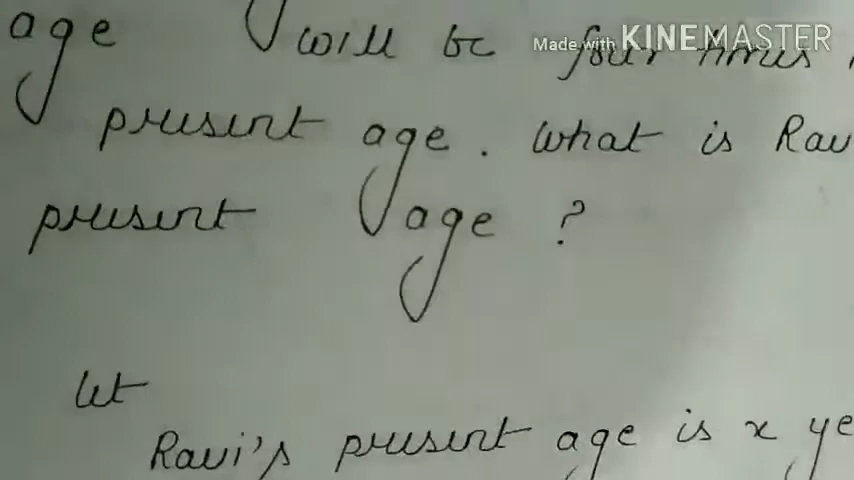 age will be four times
present age. What is Rav
present age ?
let
Ravi's present age is x ye
Made with KINEMASTER